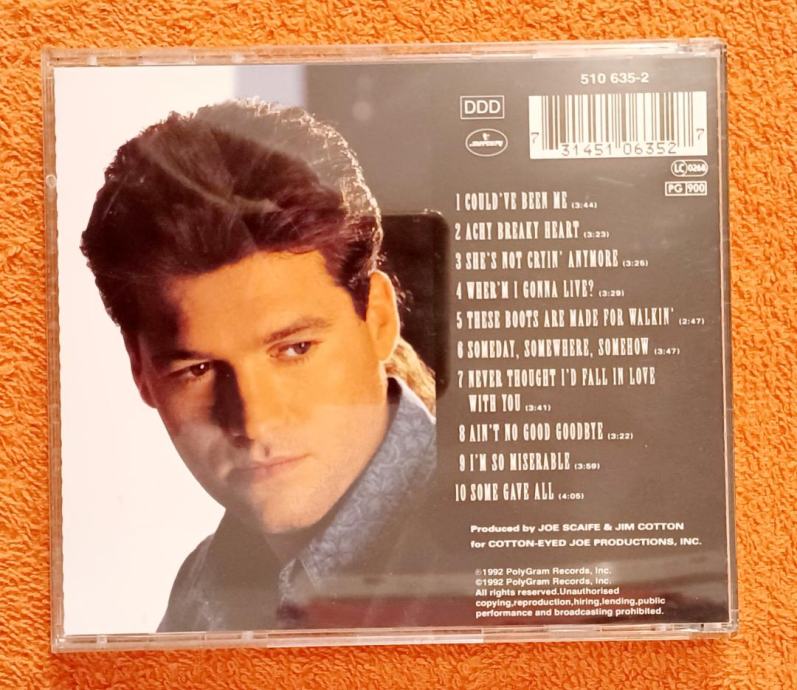 510 635-2
DDD
Mercury
7 31451 06352 7
LC 0268
PG 900
1 COULD'VE BEEN ME (3:44)
2 ACHY BREAKY HEART (3:23)
3 SHE'S NOT CRYIN' ANYMORE (3:26)
4 WHER'M I GONNA LIVE? (3:29)
5 THESE BOOTS ARE MADE FOR WALKIN' (2:47)
6 SOMEDAY, SOMEWHERE, SOMEHOW (3:47)
7 NEVER THOUGHT I'D FALL IN LOVE
WITH YOU (3:41)
8 AIN'T NO GOOD GOODBYE (3:22)
9 I'M SO MISERABLE (3:59)
10 SOME GAVE ALL (4:05)
Produced by JOE SCAIFE & JIM COTTON
for COTTON-EYED JOE PRODUCTIONS, INC.
℗1992 PolyGram Records, Inc.
©1992 PolyGram Records, Inc.
All rights reserved.Unauthorised
copying,reproduction,hiring,lending,public
performance and broadcasting prohibited.